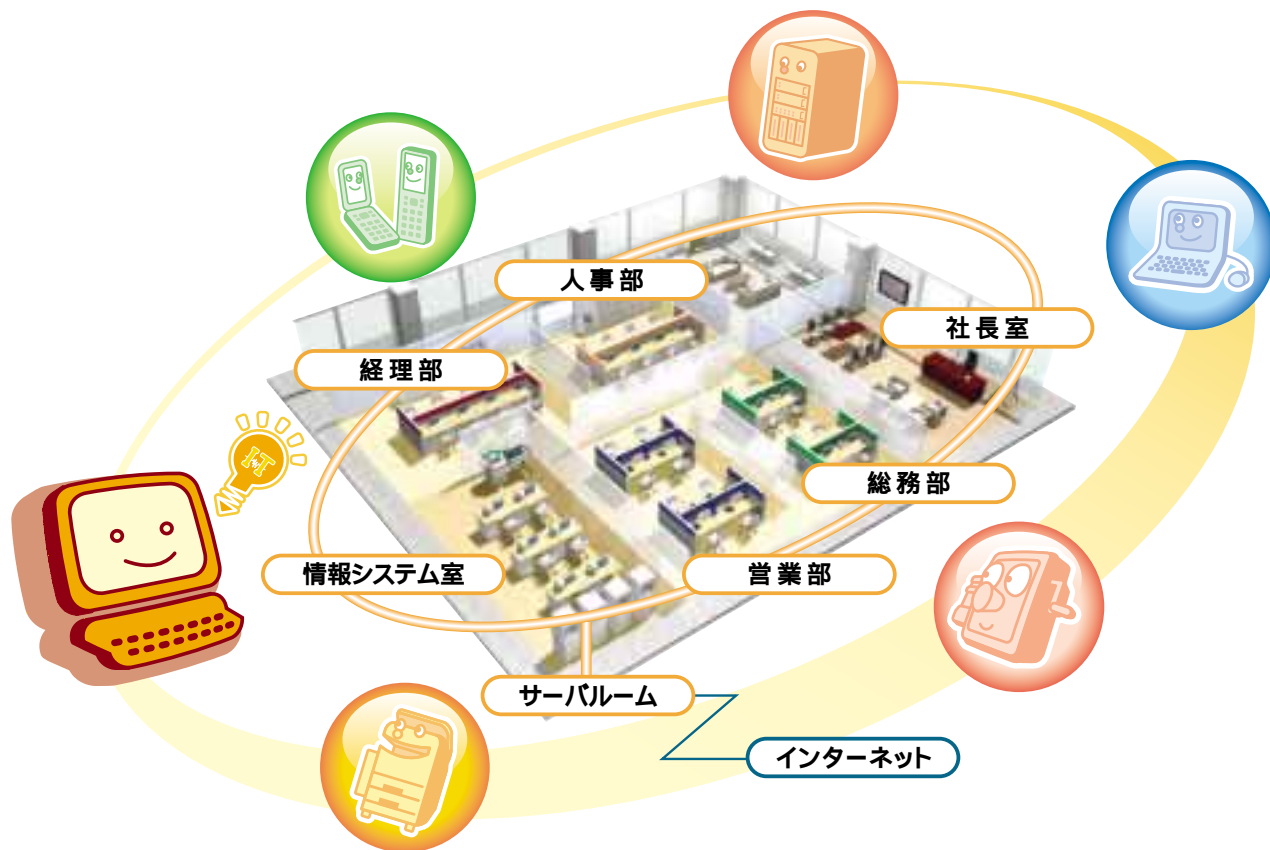 人事部
社長室
経理部
総務部
情報システム室
営業部
サーバルーム
インターネット